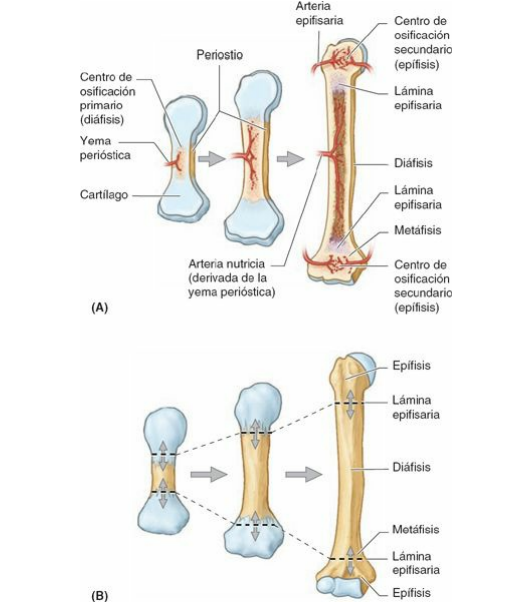 Arteria
epifisaria
Centro de
osificación
secundario
(epífisis)
Periostio
Centro de
osificación
primario
(diáfisis)
Lámina
epifisaria
Yema
perióstica
Diáfisis
Cartílago
Lámina
epifisaria
Metáfisis
Arteria nutricia
(derivada de la
yema perióstica)
Centro de
osificación
secundario
(epífisis)
(A)
Epífisis
Lámina
epifisaria
Diáfisis
Metáfisis
Lámina
epifisaria
Epífisis
(B)